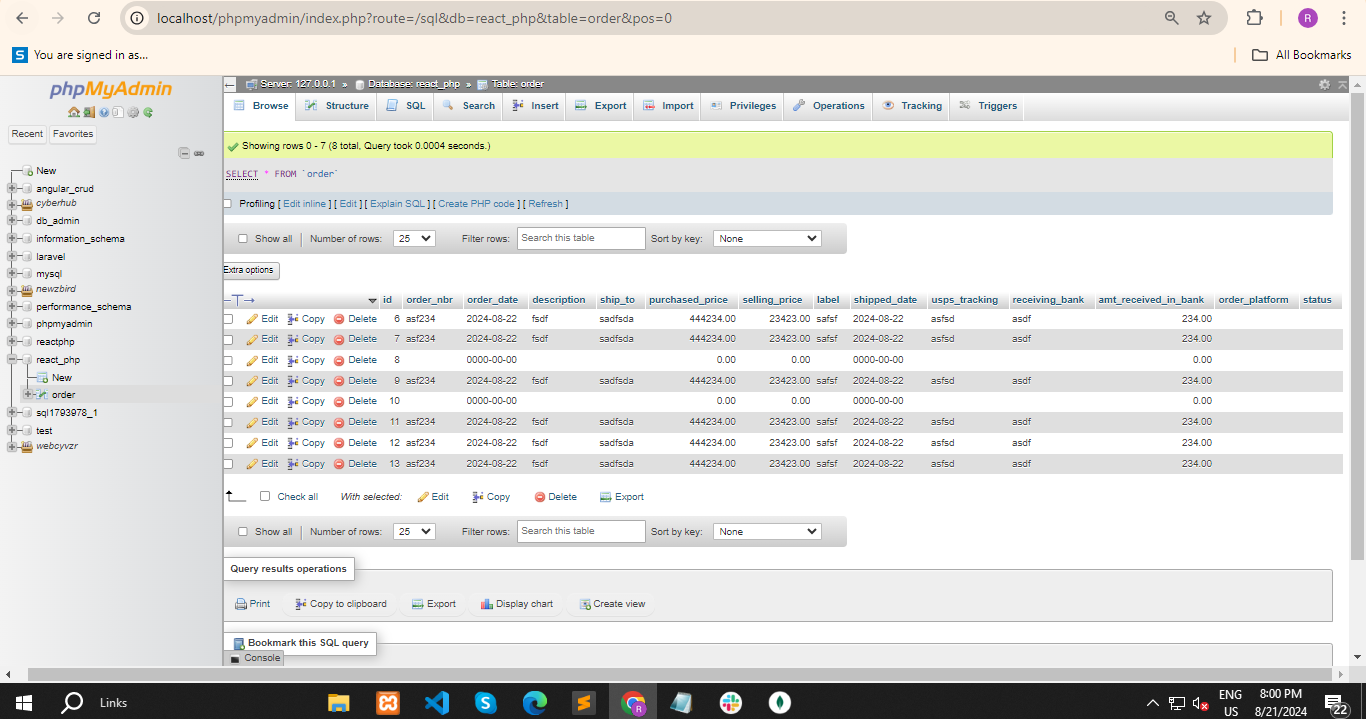 localhost/phpmyadmin/index.php?route=/sql&db=react_php&table=order&pos=0
R
S You are signed in as...
All Bookmarks
phpMyAdmin
Recent Favorites
New
angular_crud
cyberhub
db_admin
information_schema
laravel
mysql
newzbird
performance_schema
phpmyadmin
reactphp
react_php
New
order
sql1793978_1
test
webcyvzr
Server: 127.0.0.1 » Database: react_php » Table: order
Browse Structure SQL Search Insert Export Import Privileges Operations Tracking Triggers
Showing rows 0 - 7 (8 total, Query took 0.0004 seconds.)
SELECT * FROM `order`
Profiling [ Edit inline ] [ Edit ] [ Explain SQL ] [ Create PHP code ] [ Refresh ]
Show all Number of rows: 25 Filter rows: Search this table Sort by key: None
Extra options
id order_nbr order_date description ship_to purchased_price selling_price label shipped_date usps_tracking receiving_bank amt_received_in_bank order_platform status
Edit Copy Delete 6 asf234 2024-08-22 fsdf sadfsda 444234.00 23423.00 safsf 2024-08-22 asfsd asdf 234.00
Edit Copy Delete 7 asf234 2024-08-22 fsdf sadfsda 444234.00 23423.00 safsf 2024-08-22 asfsd asdf 234.00
Edit Copy Delete 8 0000-00-00 0.00 0.00 0000-00-00 0.00
Edit Copy Delete 9 asf234 2024-08-22 fsdf sadfsda 444234.00 23423.00 safsf 2024-08-22 asfsd asdf 234.00
Edit Copy Delete 10 0000-00-00 0.00 0.00 0000-00-00 0.00
Edit Copy Delete 11 asf234 2024-08-22 fsdf sadfsda 444234.00 23423.00 safsf 2024-08-22 asfsd asdf 234.00
Edit Copy Delete 12 asf234 2024-08-22 fsdf sadfsda 444234.00 23423.00 safsf 2024-08-22 asfsd asdf 234.00
Edit Copy Delete 13 asf234 2024-08-22 fsdf sadfsda 444234.00 23423.00 safsf 2024-08-22 asfsd asdf 234.00
Check all With selected: Edit Copy Delete Export
Show all Number of rows: 25 Filter rows: Search this table Sort by key: None
Query results operations
Print Copy to clipboard Export Display chart Create view
Bookmark this SQL query
Console
Links
ENG
US
8:00 PM
8/21/2024
22